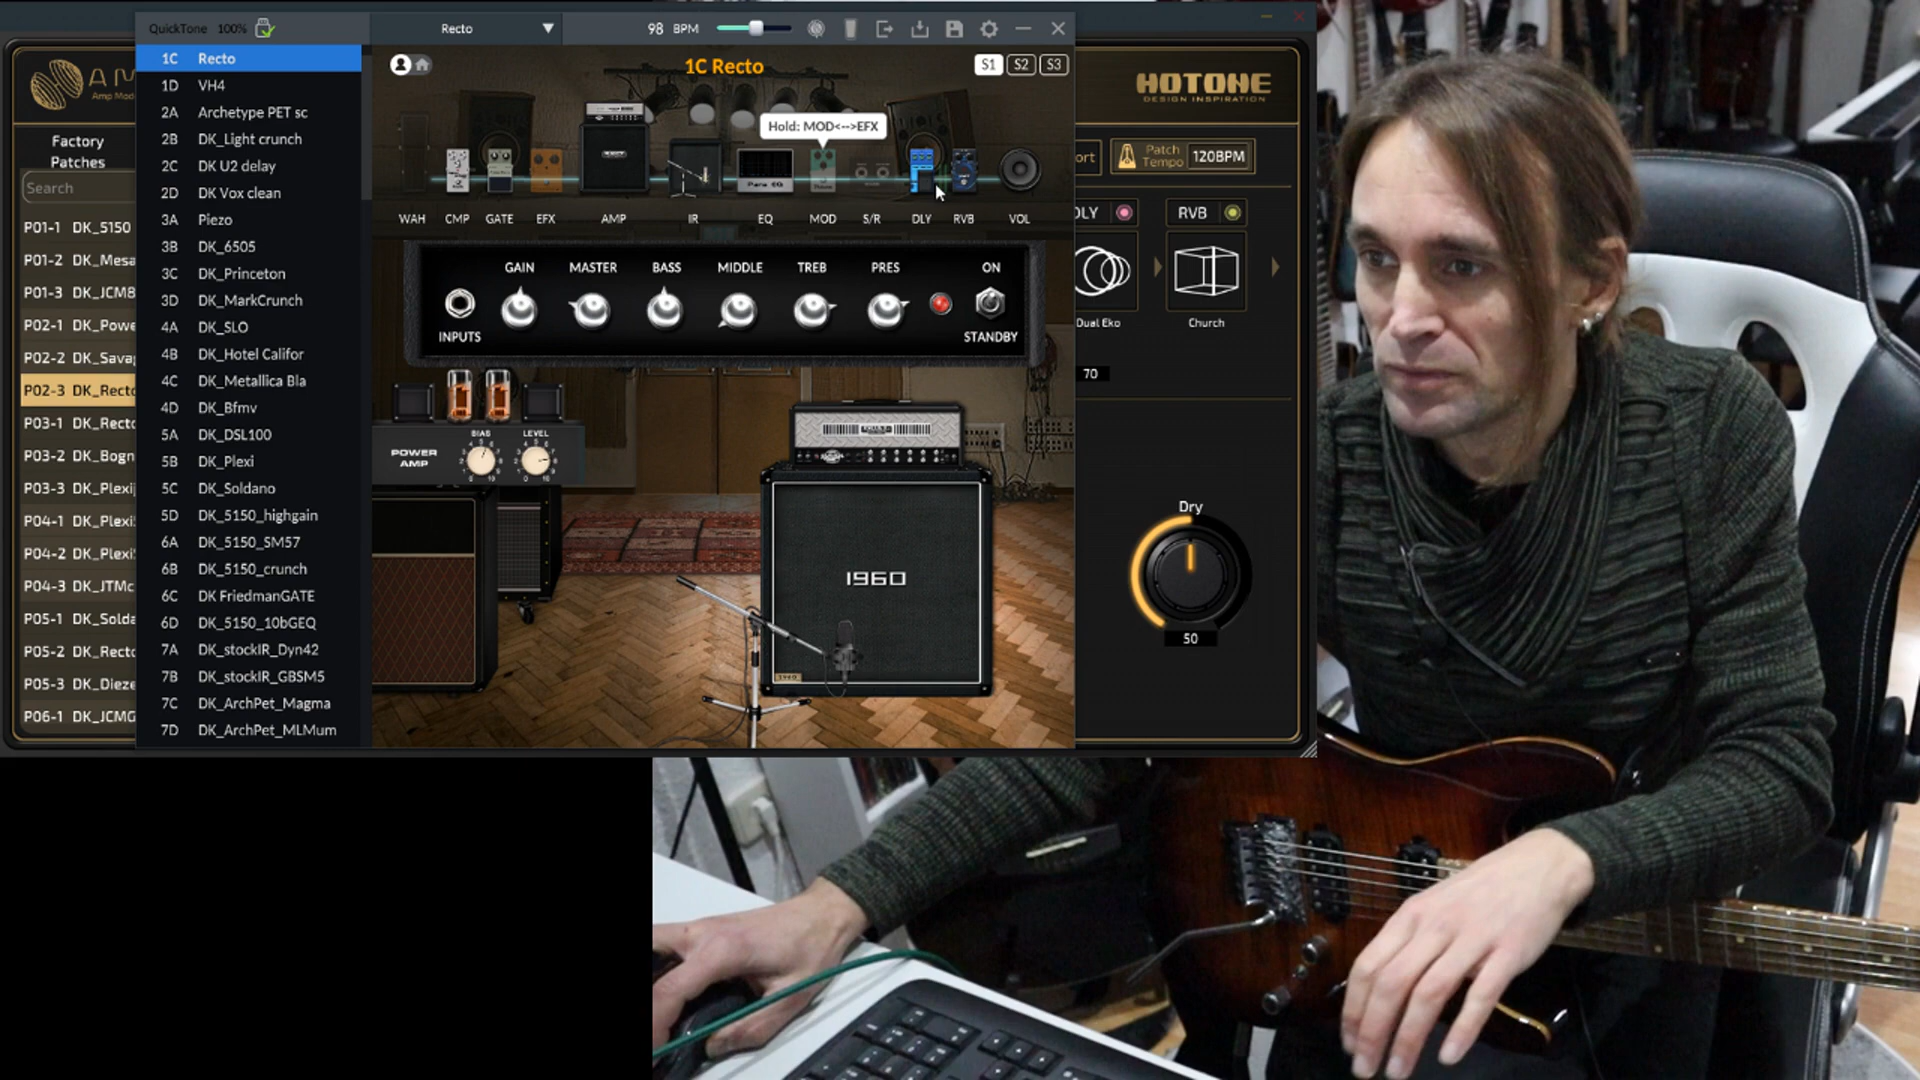 QuickTone 100%
Recto
98 BPM
1C Recto
1D VH4
2A Archetype PET sc
2B DK_Light crunch
2C DK U2 delay
2D DK Vox clean
3A Piezo
3B DK_6505
3C DK_Princeton
3D DK_MarkCrunch
4A DK_SLO
4B DK_Hotel Califor
4C DK_Metallica Bla
4D DK_Bfmv
5A DK_DSL100
5B DK_Plexi
5C DK_Soldano
5D DK_5150_highgain
6A DK_5150_SM57
6B DK_5150_crunch
6C DK FriedmanGATE
6D DK_5150_10bGEQ
7A DK_stockIR_Dyn42
7B DK_stockIR_GBSM5
7C DK_ArchPet_Magma
7D DK_ArchPet_MLMum
AM
Amp Mode
Factory
Patches
Search
P01-1 DK_5150
P01-2 DK_Mesa
P01-3 DK_JCM8
P02-1 DK_Powe
P02-2 DK_Sava
P02-3 DK_Recto
P03-1 DK_Recto
P03-2 DK_Bogn
P03-3 DK_Plexi
P04-1 DK_Plexi
P04-2 DK_Plexi
P04-3 DK_JTMc
P05-1 DK_Solda
P05-2 DK_Recto
P05-3 DK_Dieze
P06-1 DK_JCMG
1C Recto
S1 S2 S3
Hold: MOD<-->EFX
Para EQ
WAH CMP GATE EFX AMP IR EQ MOD S/R DLY RVB VOL
GAIN MASTER BASS MIDDLE TREB PRES ON
INPUTS
STANDBY
BIAS LEVEL
POWER
AMP
1960
HOTONE
DESIGN INSPIRATION
ort
Patch
Tempo 120BPM
DLY RVB
Dual Eko Church
70
Dry
50